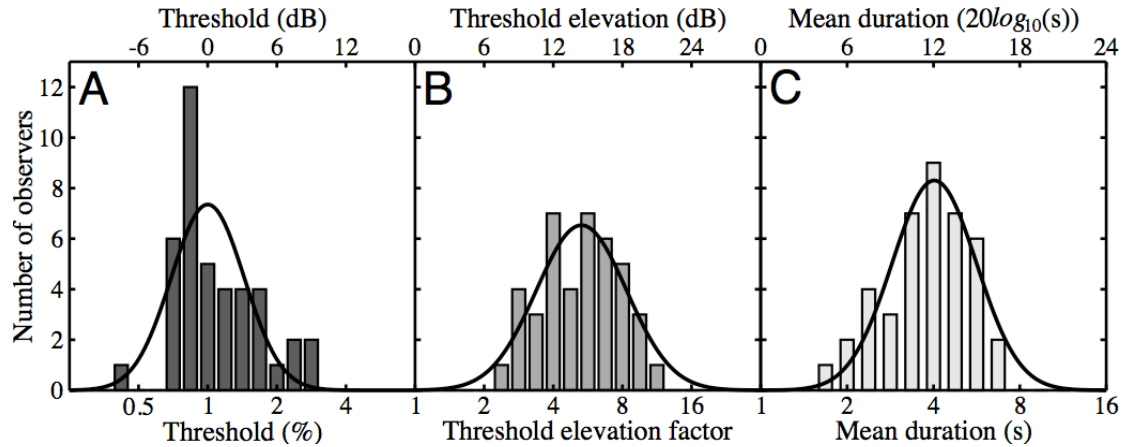 Threshold (dB) Threshold elevation (dB) Mean duration (20log₁₀(s))
-6 0 6 12 0 6 12 18 24 0 6 12 18 24
A B C
Number of observers
12
10
8
6
4
2
0
0.5 1 2 4 1 2 4 8 16 1 2 4 8 16
Threshold (%) Threshold elevation factor Mean duration (s)